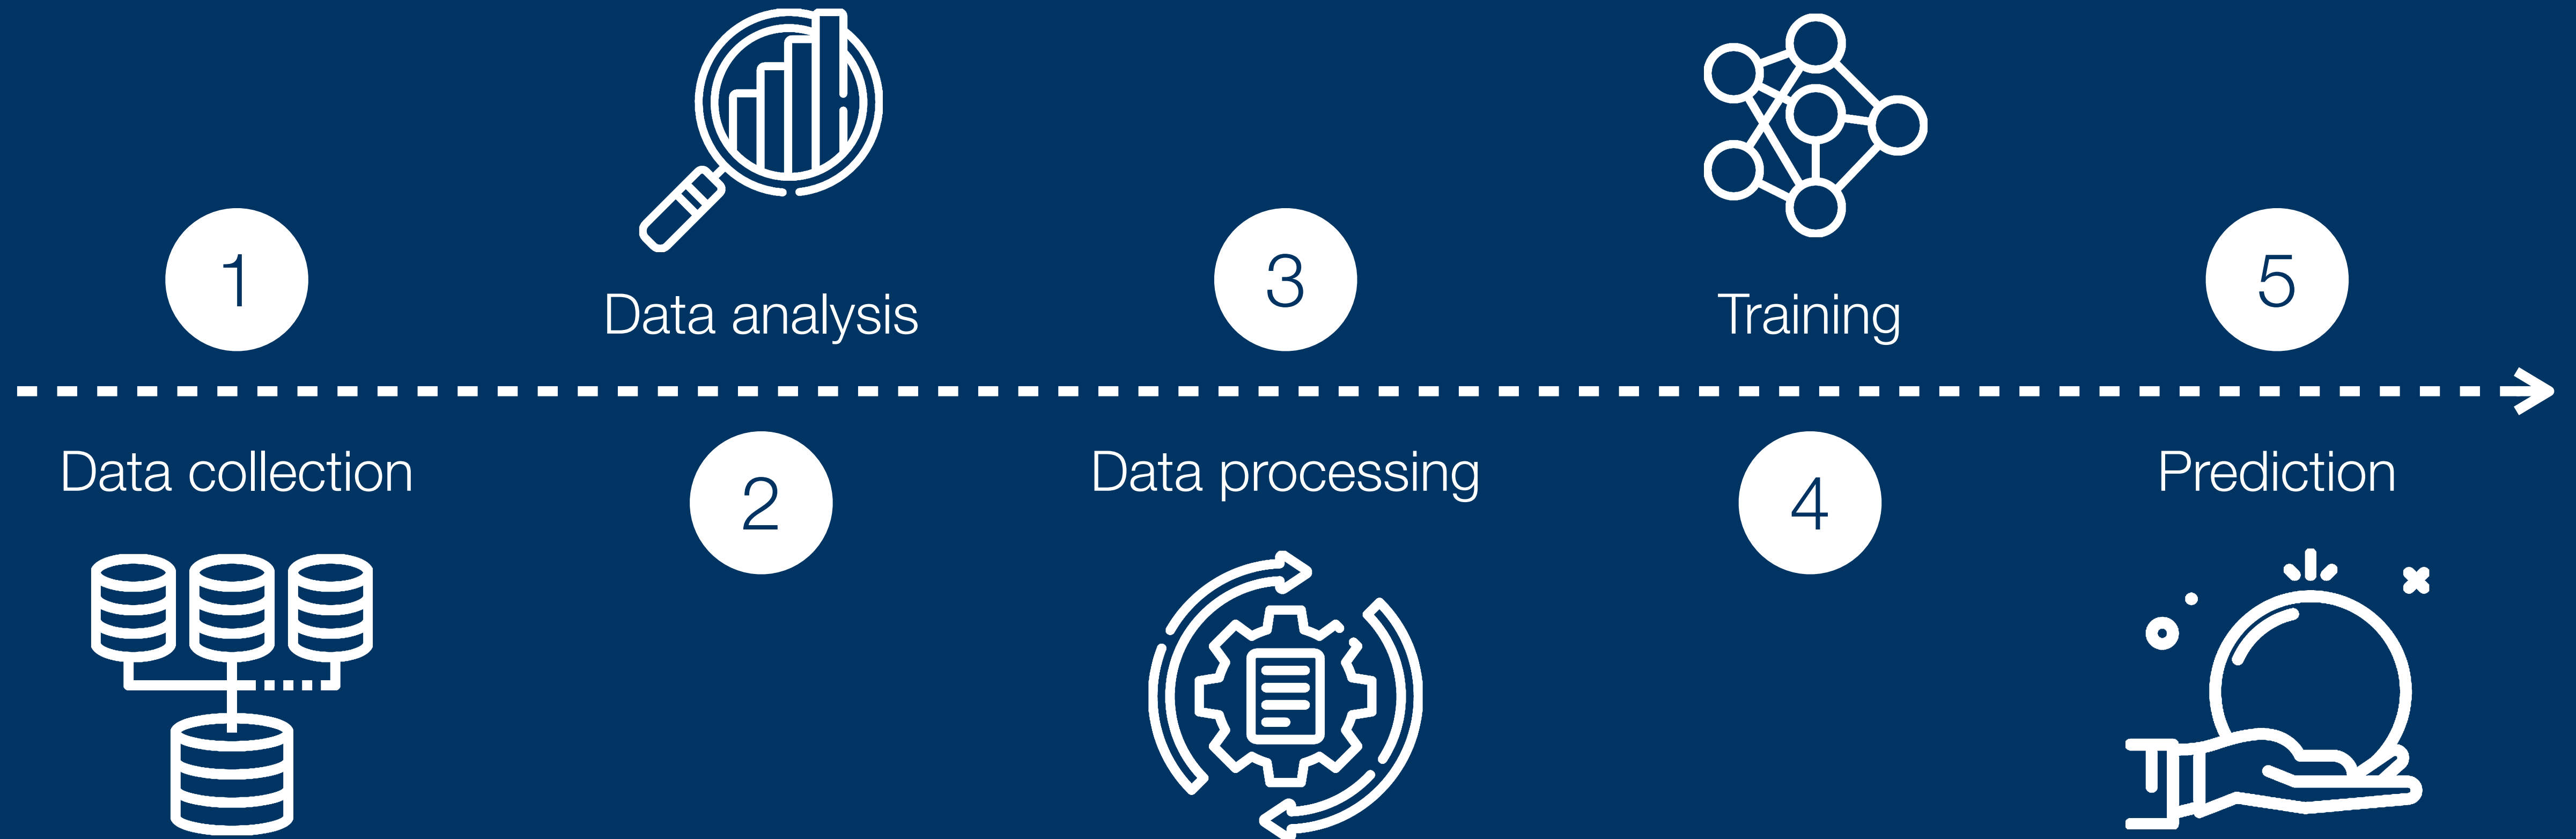 1
Data collection
Data analysis
2
3
Data processing
Training
4
5
Prediction